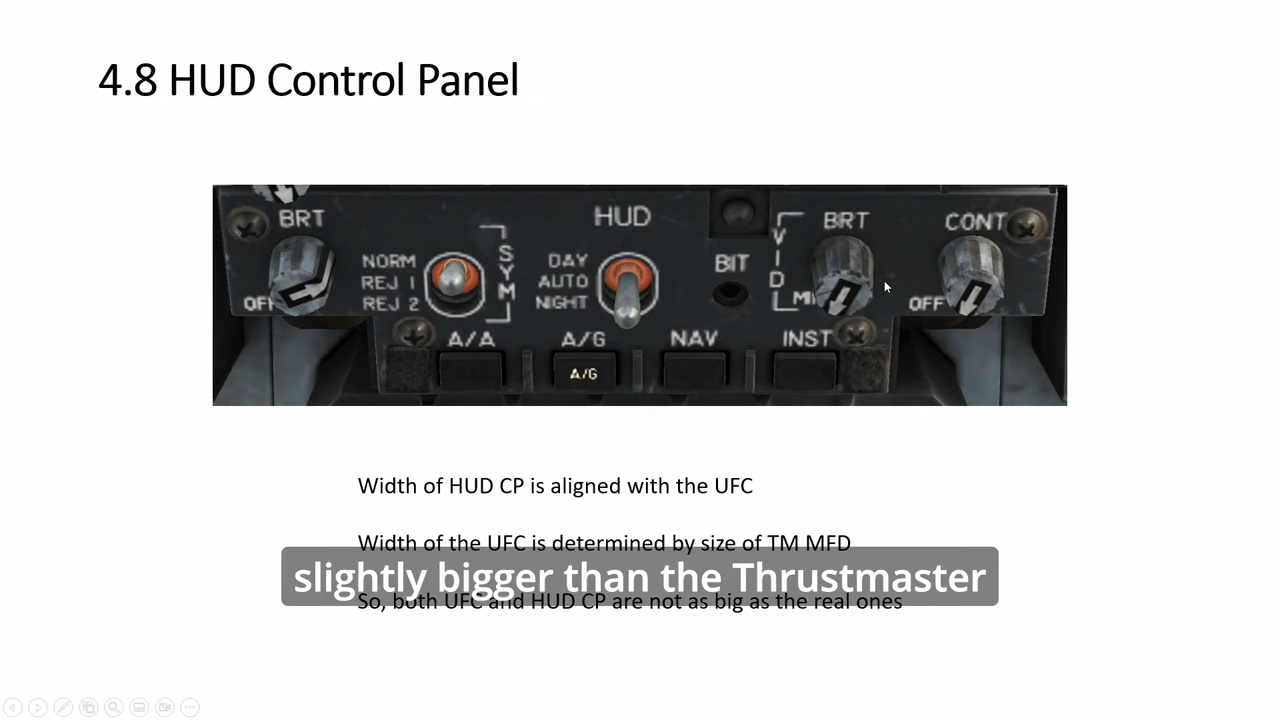 4.8 HUD Control Panel
HUD
BRT
BRT
CONT
NORM
REJ 1
REJ 2
SYM
DAY
AUTO
NIGHT
BIT
VID
OFF
OFF
A/A
A/G
NAV
INST
A/G
Width of HUD CP is aligned with the UFC
Width of the UFC is determined by size of TM MFD
slightly bigger than the Thrustmaster
So, both UFC and HUD CP are not as big as the real ones